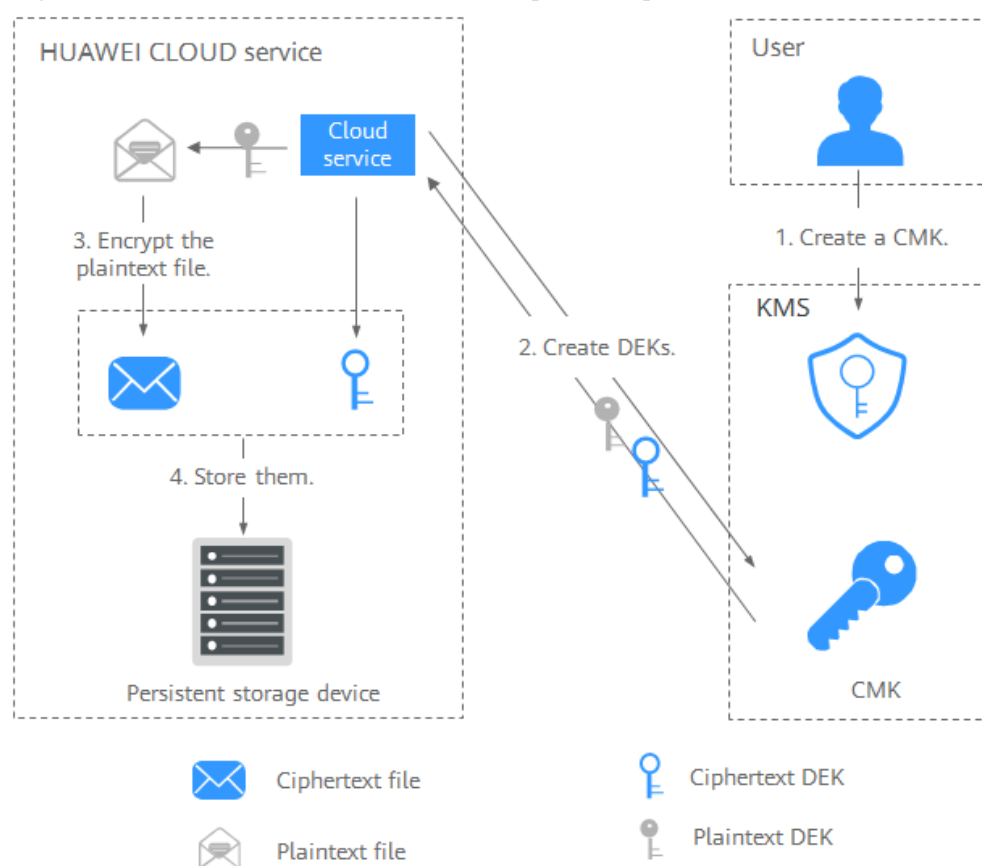 HUAWEI CLOUD service
User
Cloud
service
3. Encrypt the
plaintext file.
1. Create a CMK.
KMS
2. Create DEKs.
4. Store them.
Persistent storage device
CMK
Ciphertext file
Ciphertext DEK
Plaintext file
Plaintext DEK